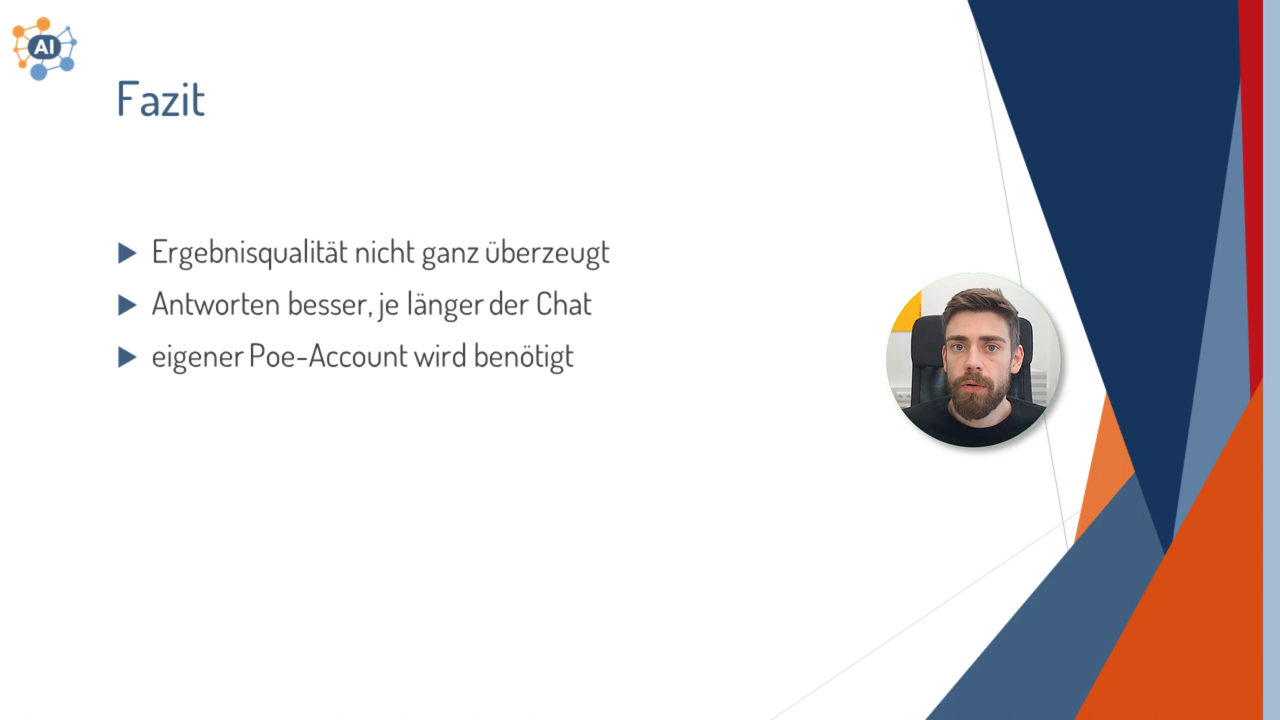 AI
Fazit
Ergebnisqualität nicht ganz überzeugt
Antworten besser, je länger der Chat
eigener Poe-Account wird benötigt